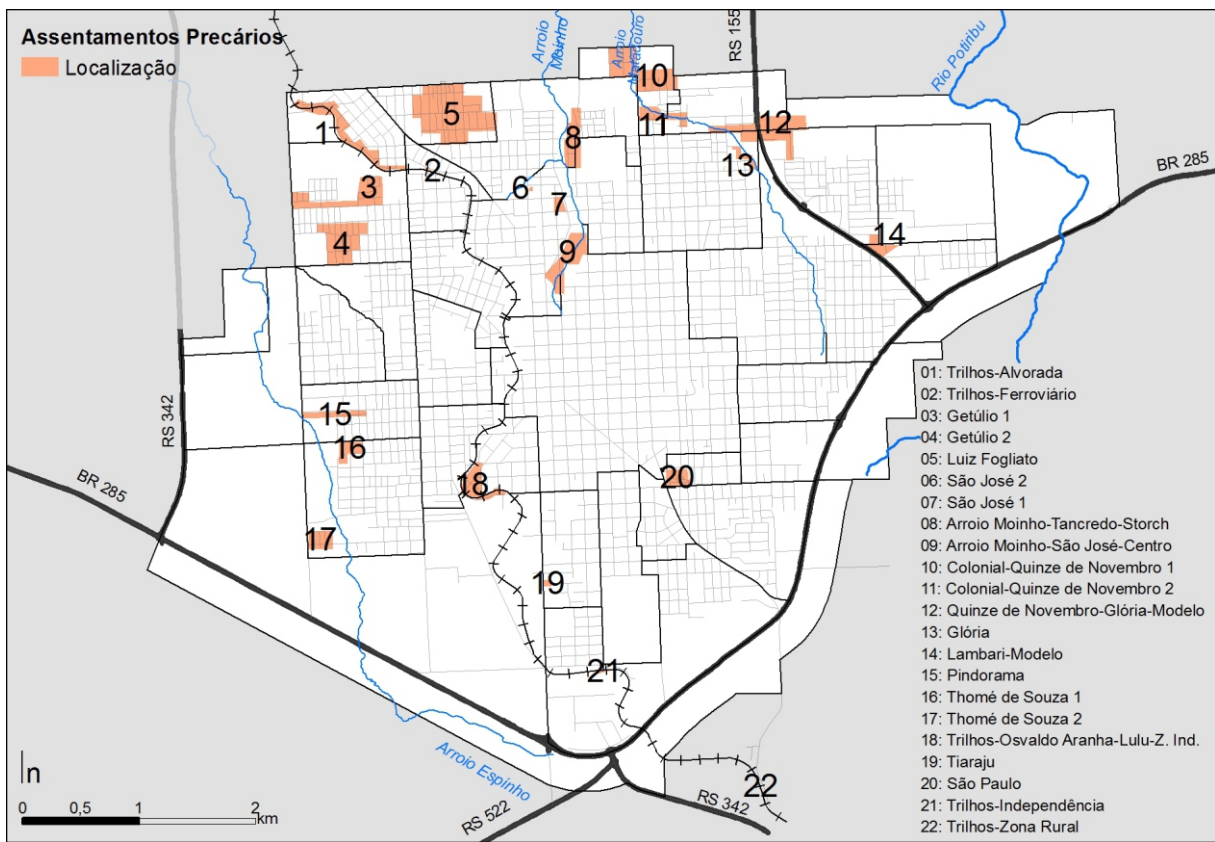 Assentamentos Precários
Localização
Arroio
Moinho
Arroio
Matadouro
RS 155
Rio Potiribu
BR 285
1
2
3
4
5
6
7
8
9
10
11
12
13
14
15
16
17
18
19
20
21
22
RS 342
BR 285
Arroio Espinho
RS 522
RS 342
n
0 0,5 1 2
km
01: Trilhos-Alvorada
02: Trilhos-Ferroviário
03: Getúlio 1
04: Getúlio 2
05: Luiz Fogliato
06: São José 2
07: São José 1
08: Arroio Moinho-Tancredo-Storch
09: Arroio Moinho-São José-Centro
10: Colonial-Quinze de Novembro 1
11: Colonial-Quinze de Novembro 2
12: Quinze de Novembro-Glória-Modelo
13: Glória
14: Lambari-Modelo
15: Pindorama
16: Thomé de Souza 1
17: Thomé de Souza 2
18: Trilhos-Osvaldo Aranha-Lulu-Z. Ind.
19: Tiaraju
20: São Paulo
21: Trilhos-Independência
22: Trilhos-Zona Rural